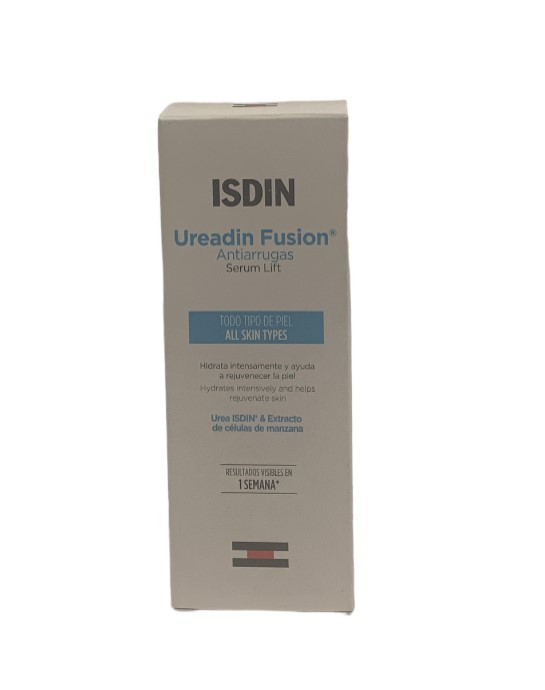 ISDIN
Ureadin Fusion®
Antiarrugas
Serum Lift
TODO TIPO DE PIEL
ALL SKIN TYPES
Hidrata intensamente y ayuda
a rejuvenecer la piel
Hydrates intensively and helps
rejuvenate skin
Urea ISDIN® & Extracto
de células de manzana
RESULTADOS VISIBLES EN
1 SEMANA*